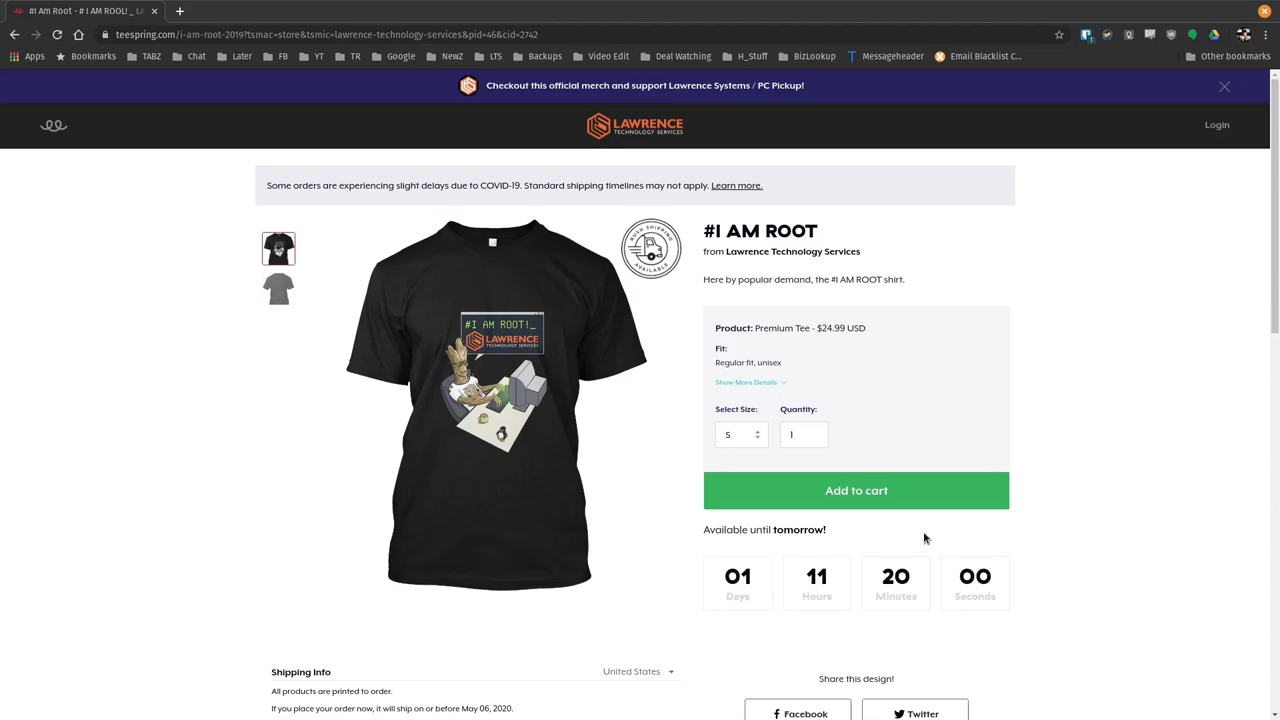 #I Am Root - # I AM ROOT! _ LA
teespring.com/i-am-root-2019?tsmac=store&tsmic=lawrence-technology-services&pid=46&cid=2742
Apps Bookmarks TABZ Chat Later FB YT TR Google NewZ LTS Backups Video Edit Deal Watching H_Stuff BizLookup Messageheader Email Blacklist C... Other bookmarks
Checkout this official merch and support Lawrence Systems / PC Pickup!
LAWRENCE
TECHNOLOGY SERVICES
Login
Some orders are experiencing slight delays due to COVID-19. Standard shipping timelines may not apply. Learn more.
RUSH SHIPPING
AVAILABLE
#I AM ROOT!_
LAWRENCE
TECHNOLOGY SERVICES
#I AM ROOT
from Lawrence Technology Services
Here by popular demand, the #I AM ROOT shirt.
Product: Premium Tee - $24.99 USD
Fit:
Regular fit, unisex
Show More Details
Select Size: Quantity:
S 1
Add to cart
Available until tomorrow!
01 11 20 00
Days Hours Minutes Seconds
Shipping Info United States
All products are printed to order.
If you place your order now, it will ship on or before May 06, 2020.
Share this design!
Facebook Twitter